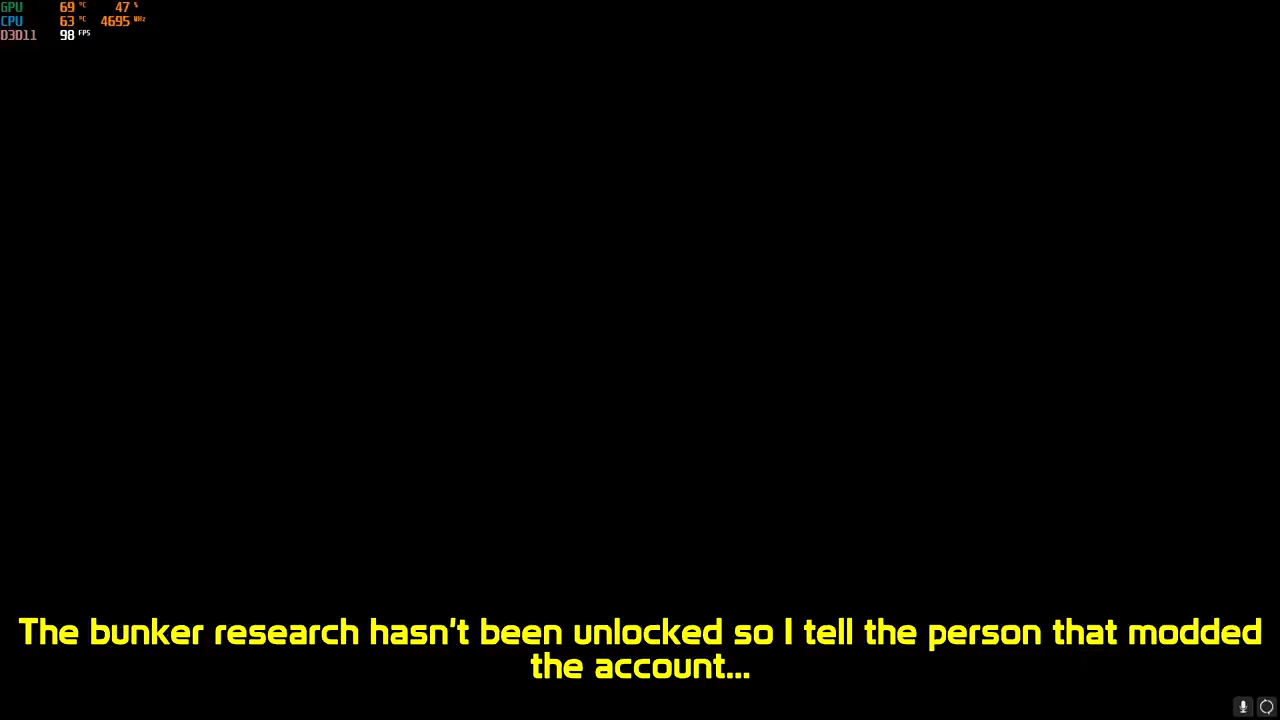 GPU 69 °C 47 %
CPU 63 °C 4695 MHz
D3D11 98 FPS
The bunker research hasn't been unlocked so I tell the person that modded
the account...